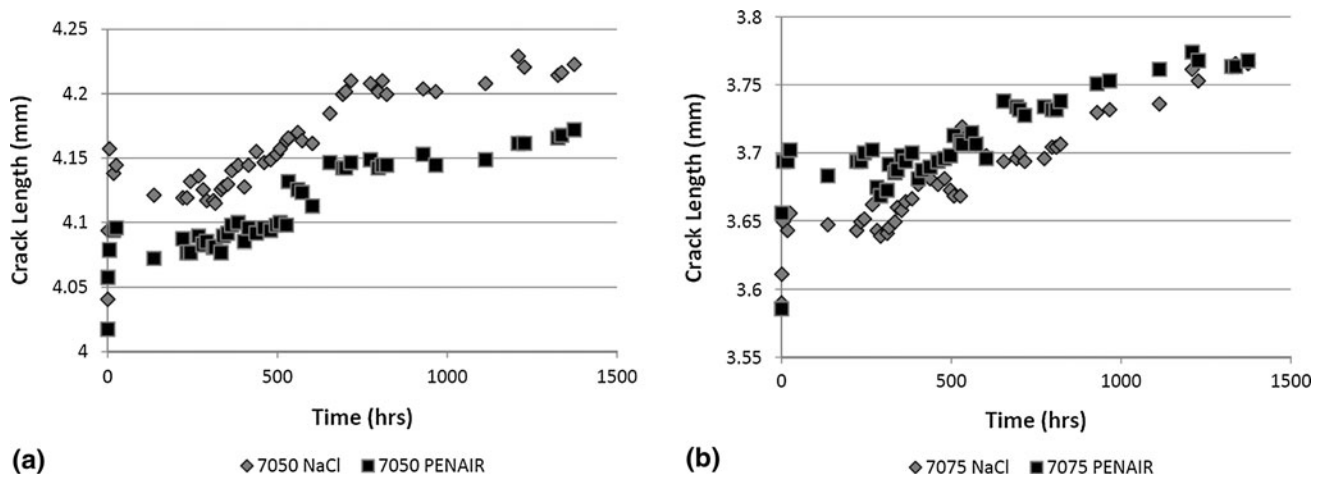 4.25
4.2
4.15
4.1
4.05
4
Crack Length (mm)
0 500 1000 1500
Time (hrs)
(a)
7050 NaCl 7050 PENAIR
3.8
3.75
3.7
3.65
3.6
3.55
Crack Length (mm)
0 500 1000 1500
Time (hrs)
(b)
7075 NaCl 7075 PENAIR